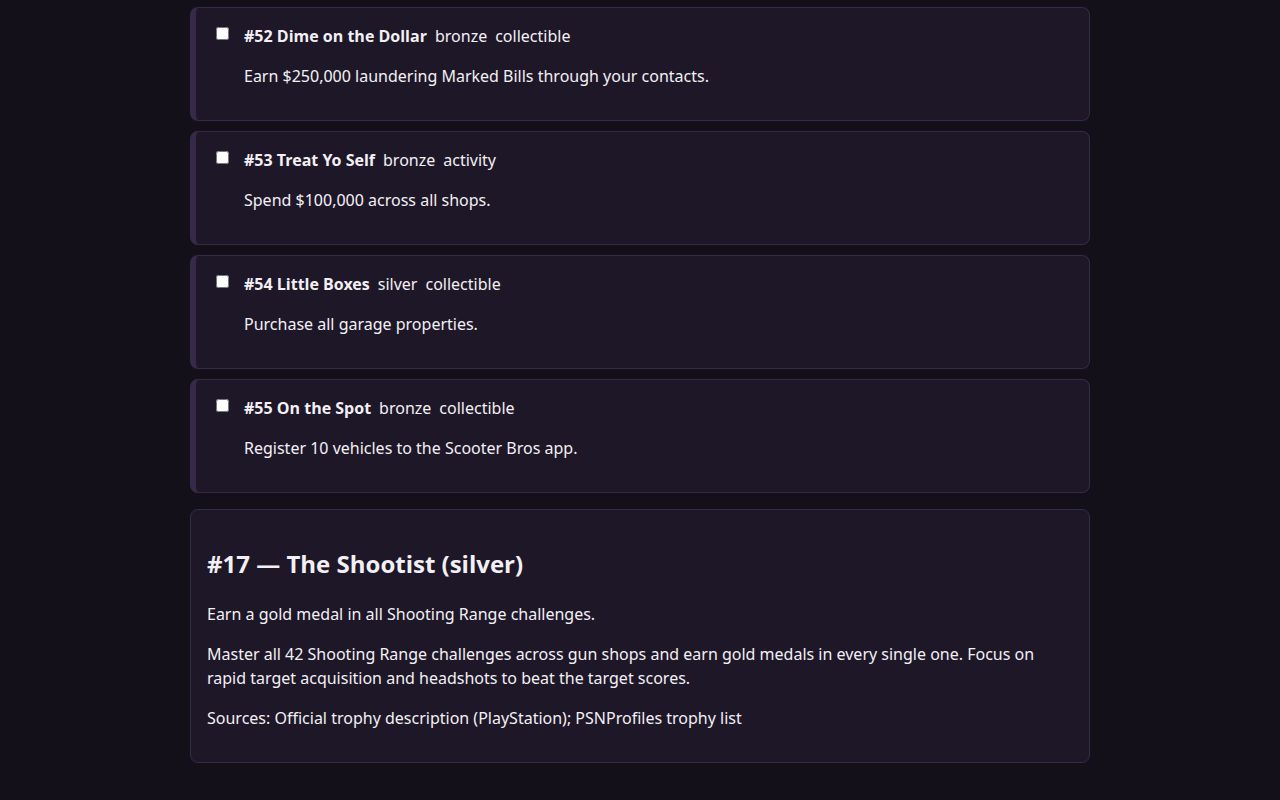 #52 Dime on the Dollar bronze collectible
Earn $250,000 laundering Marked Bills through your contacts.
#53 Treat Yo Self bronze activity
Spend $100,000 across all shops.
#54 Little Boxes silver collectible
Purchase all garage properties.
#55 On the Spot bronze collectible
Register 10 vehicles to the Scooter Bros app.
#17 — The Shootist (silver)
Earn a gold medal in all Shooting Range challenges.
Master all 42 Shooting Range challenges across gun shops and earn gold medals in every single one. Focus on
rapid target acquisition and headshots to beat the target scores.
Sources: Official trophy description (PlayStation); PSNProfiles trophy list